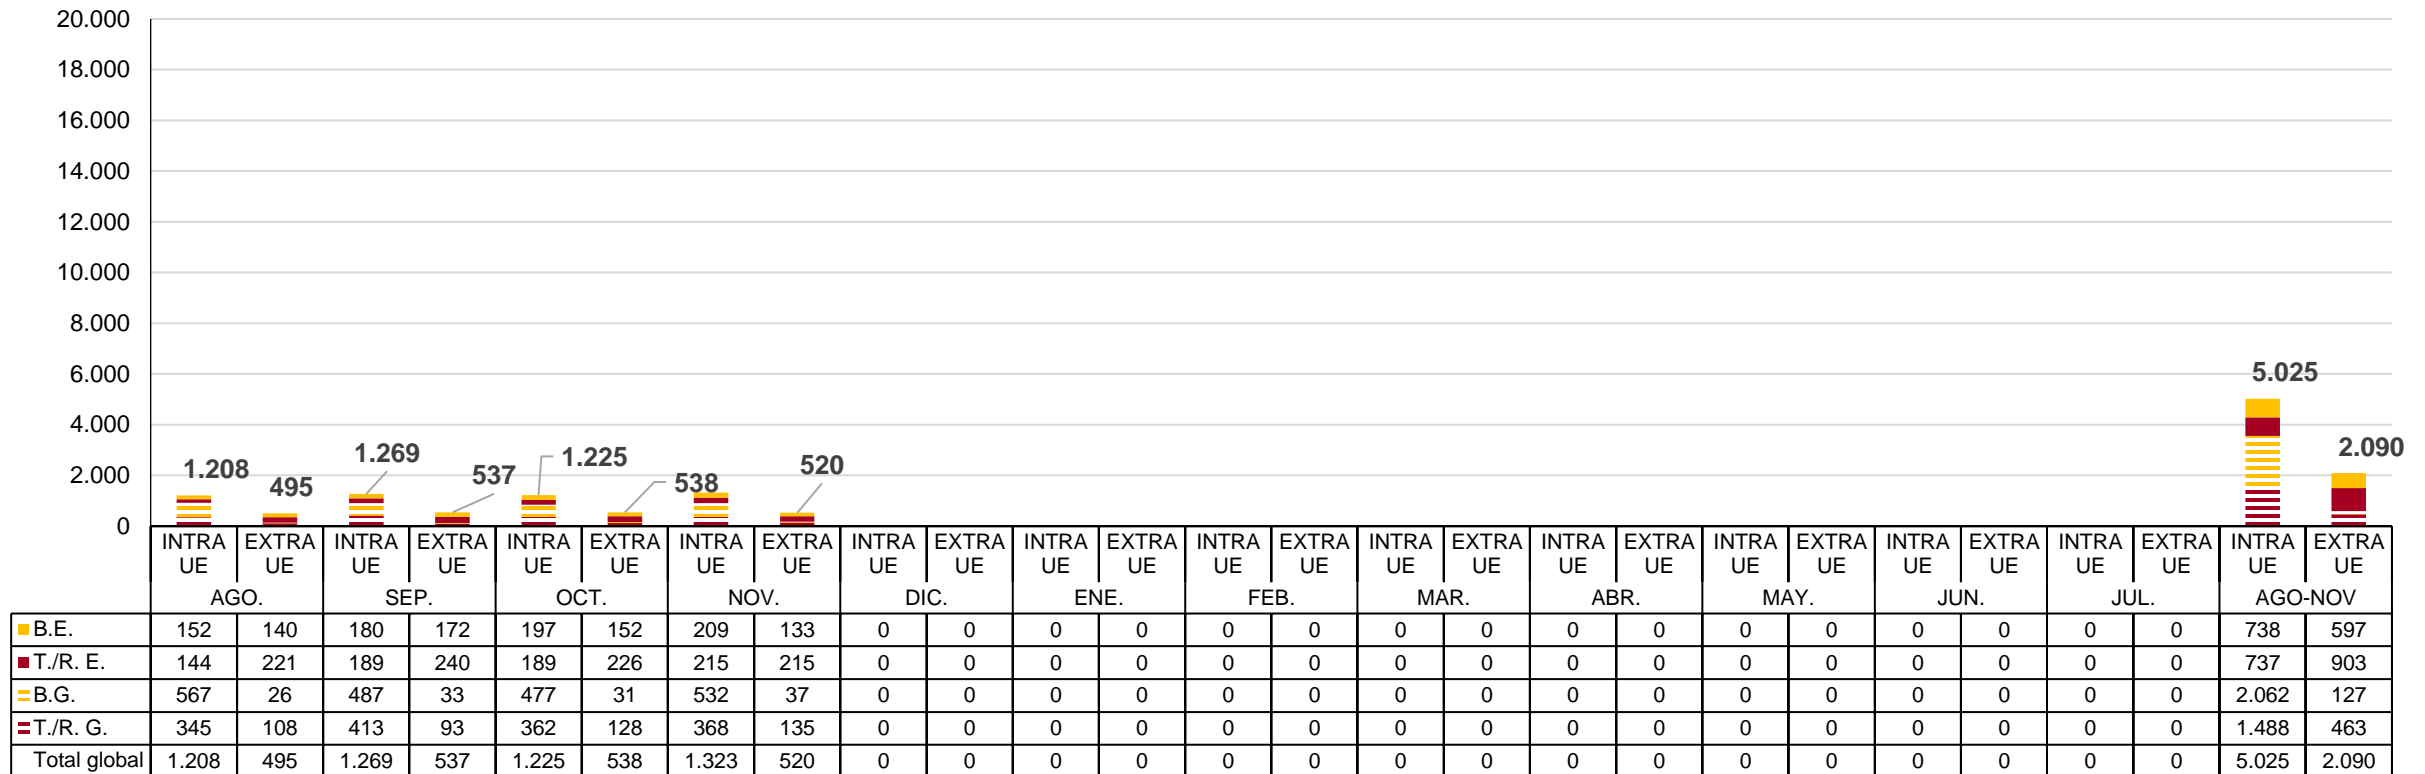 20.000
18.000
16.000
14.000
12.000
10.000
8.000
6.000
4.000
2.000
0
1.208
495
1.269
537
1.225
538
520
5.025
2.090
INTRA UE EXTRA UE INTRA UE EXTRA UE INTRA UE EXTRA UE INTRA UE EXTRA UE INTRA UE EXTRA UE INTRA UE EXTRA UE INTRA UE EXTRA UE INTRA UE EXTRA UE INTRA UE EXTRA UE INTRA UE EXTRA UE INTRA UE EXTRA UE INTRA UE EXTRA UE INTRA UE EXTRA UE
AGO. SEP. OCT. NOV. DIC. ENE. FEB. MAR. ABR. MAY. JUN. JUL. AGO-NOV
B.E. 152 140 180 172 197 152 209 133 0 0 0 0 0 0 0 0 0 0 0 0 0 0 0 0 738 597
T./R. E. 144 221 189 240 189 226 215 215 0 0 0 0 0 0 0 0 0 0 0 0 0 0 0 0 737 903
B.G. 567 26 487 33 477 31 532 37 0 0 0 0 0 0 0 0 0 0 0 0 0 0 0 0 2.062 127
T./R. G. 345 108 413 93 362 128 368 135 0 0 0 0 0 0 0 0 0 0 0 0 0 0 0 0 1.488 463
Total global 1.208 495 1.269 537 1.225 538 1.323 520 0 0 0 0 0 0 0 0 0 0 0 0 0 0 0 0 5.025 2.090